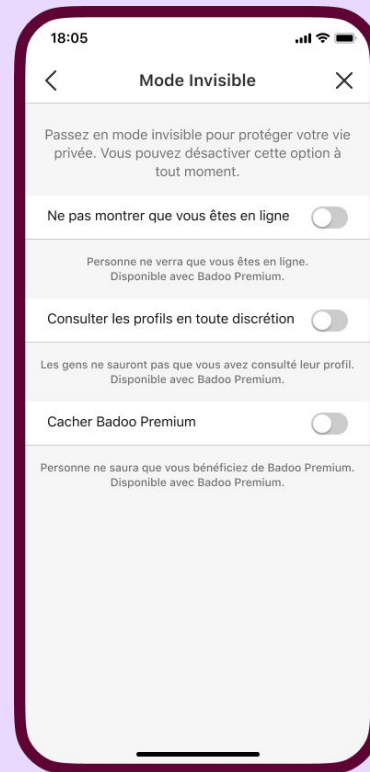 18:05
Mode Invisible
Passez en mode invisible pour protéger votre vie
privée. Vous pouvez désactiver cette option à
tout moment.
Ne pas montrer que vous êtes en ligne
Personne ne verra que vous êtes en ligne.
Disponible avec Badoo Premium.
Consulter les profils en toute discrétion
Les gens ne sauront pas que vous avez consulté leur profil.
Disponible avec Badoo Premium.
Cacher Badoo Premium
Personne ne saura que vous bénéficiez de Badoo Premium.
Disponible avec Badoo Premium.